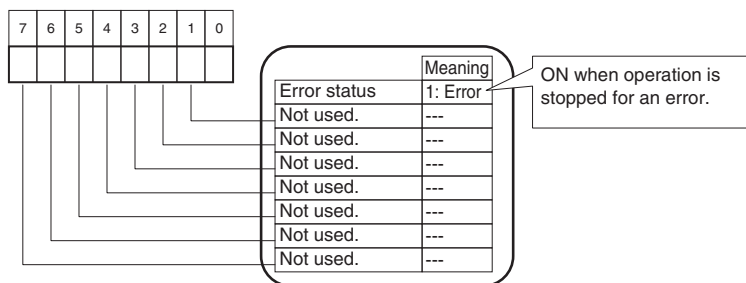 7 6 5 4 3 2 1 0
Meaning
Error status 1: Error
Not used. ---
Not used. ---
Not used. ---
Not used. ---
Not used. ---
Not used. ---
Not used. ---
ON when operation is
stopped for an error.